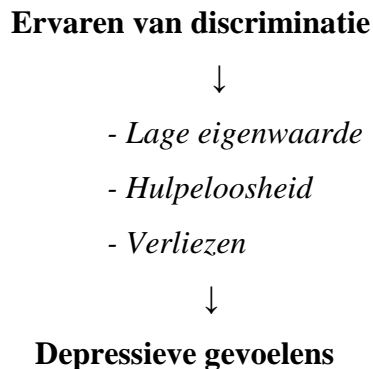 Ervaren van discriminatie
↓
- Lage eigenwaarde
- Hulpeloosheid
- Verliezen
↓
Depressieve gevoelens